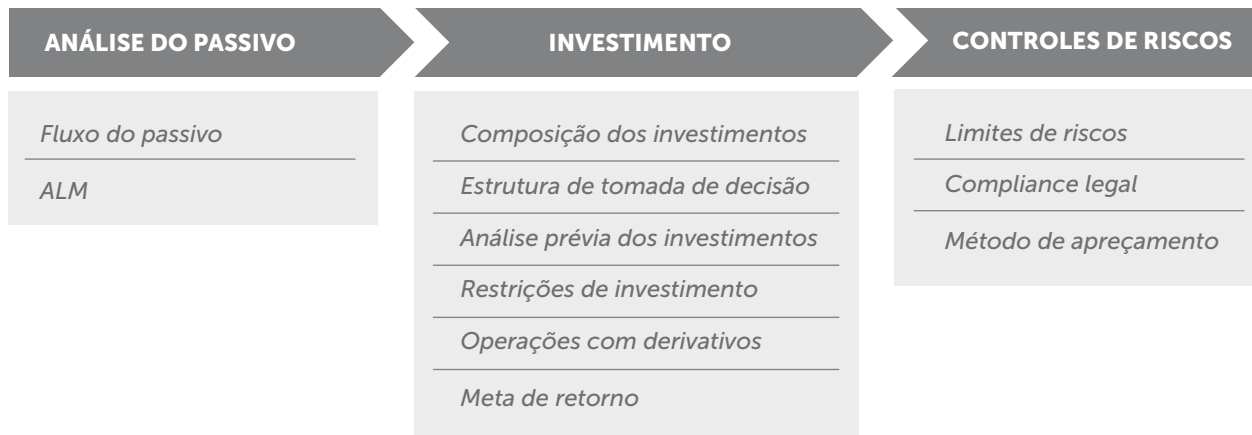 ANÁLISE DO PASSIVO
Fluxo do passivo
ALM
INVESTIMENTO
Composição dos investimentos
Estrutura de tomada de decisão
Análise prévia dos investimentos
Restrições de investimento
Operações com derivativos
Meta de retorno
CONTROLES DE RISCOS
Limites de riscos
Compliance legal
Método de apreçamento